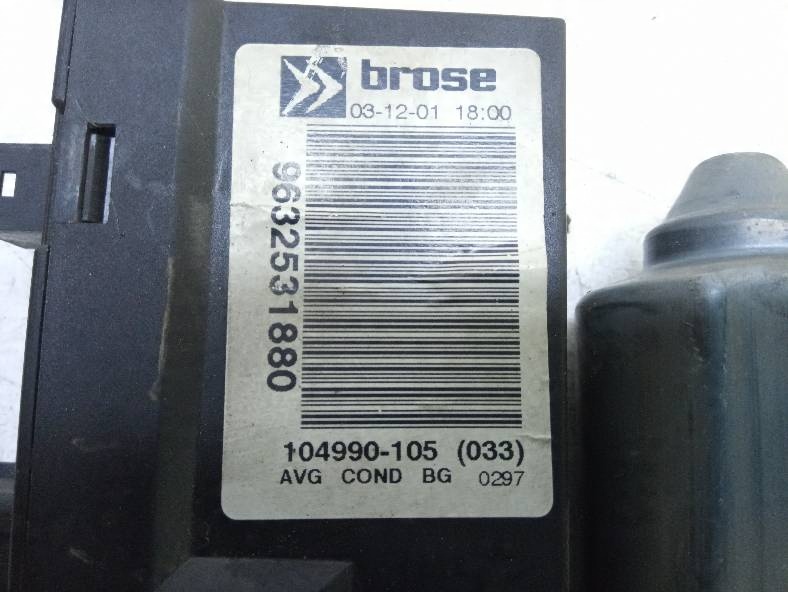 brose
03-12-01 18:00
9632531880
104990-105 (033)
AVG COND BG 0297